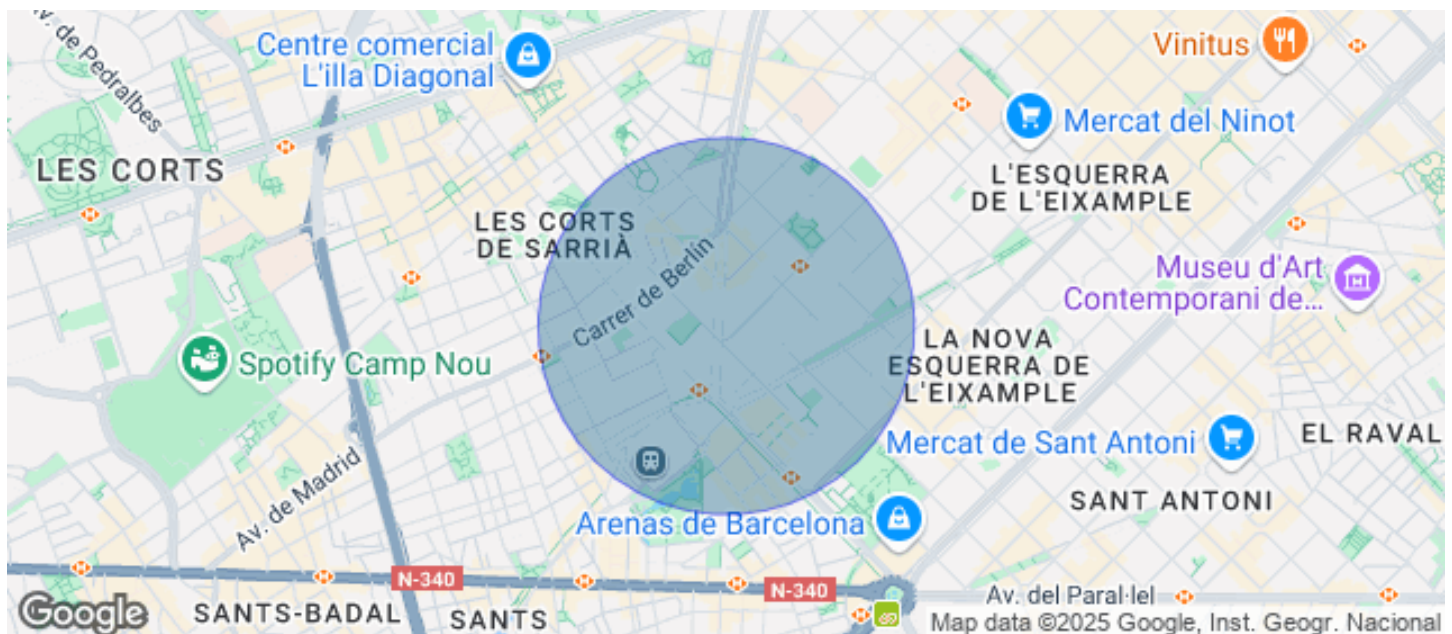 Av. de Pedralbes
Centre comercial
L'illa Diagonal
Vinitus
Mercat del Ninot
LES CORTS
L'ESQUERRA
DE L'EIXAMPLE
LES CORTS
DE SARRIÀ
Carrer de Berlín
Museu d'Art
Contemporani de...
Spotify Camp Nou
LA NOVA
ESQUERRA DE
L'EIXAMPLE
Mercat de Sant Antoni
EL RAVAL
Av. de Madrid
SANT ANTONI
Arenas de Barcelona
N-340
N-340
Av. del Paral·lel
Google
SANTS-BADAL
SANTS
Map data ©2025 Google, Inst. Geogr. Nacional